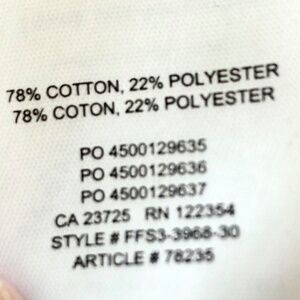 78% COTTON, 22% POLYESTER
78% COTON, 22% POLYESTER
PO 4500129635
PO 4500129636
PO 4500129637
CA 23725 RN 122354
STYLE # FFS3-3968-30
ARTICLE # 78235